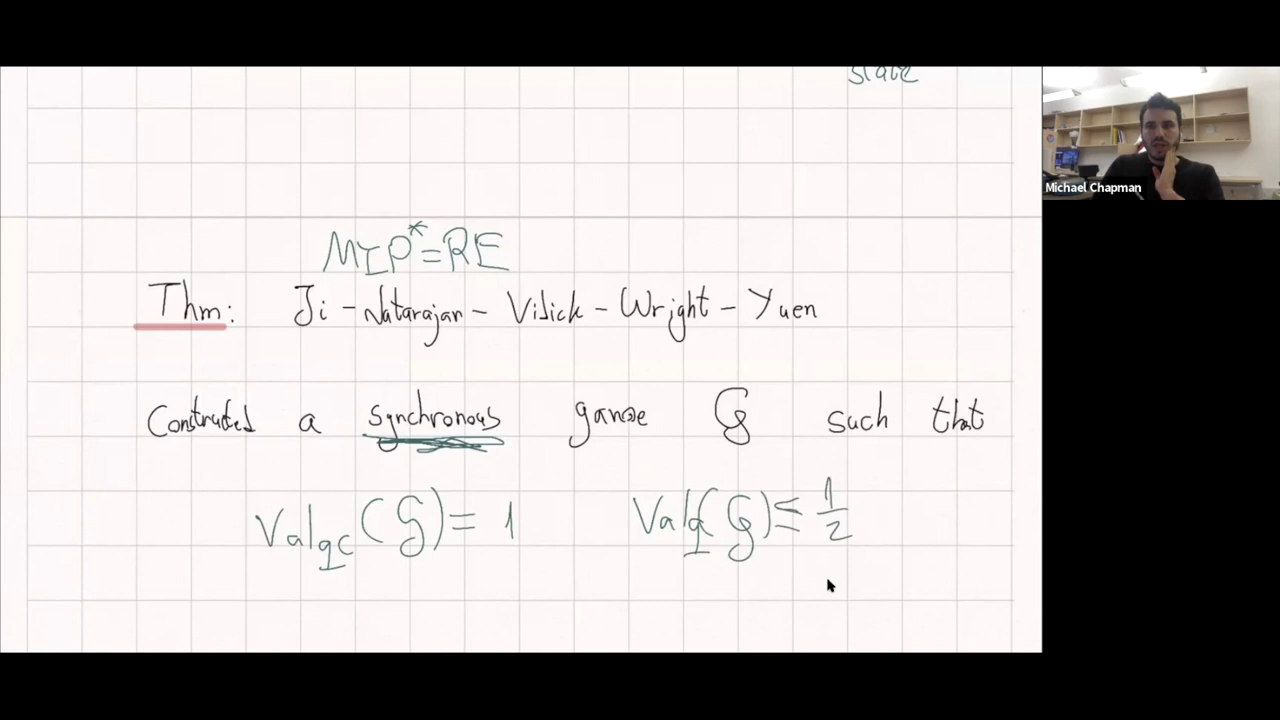 state
Michael Chapman
MIP* = RE
Thm: Ji - Natarajan - Vidick - Wright - Yuen
Constructed a synchronous game G such that
Val_qc(G) = 1 Val_q(G) ≤ 1/2